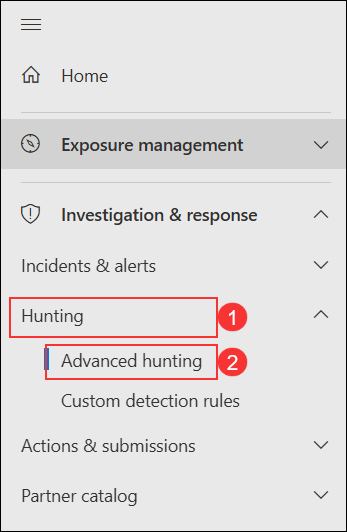 Home
Exposure management
Investigation & response
Incidents & alerts
Hunting 1
Advanced hunting 2
Custom detection rules
Actions & submissions
Partner catalog